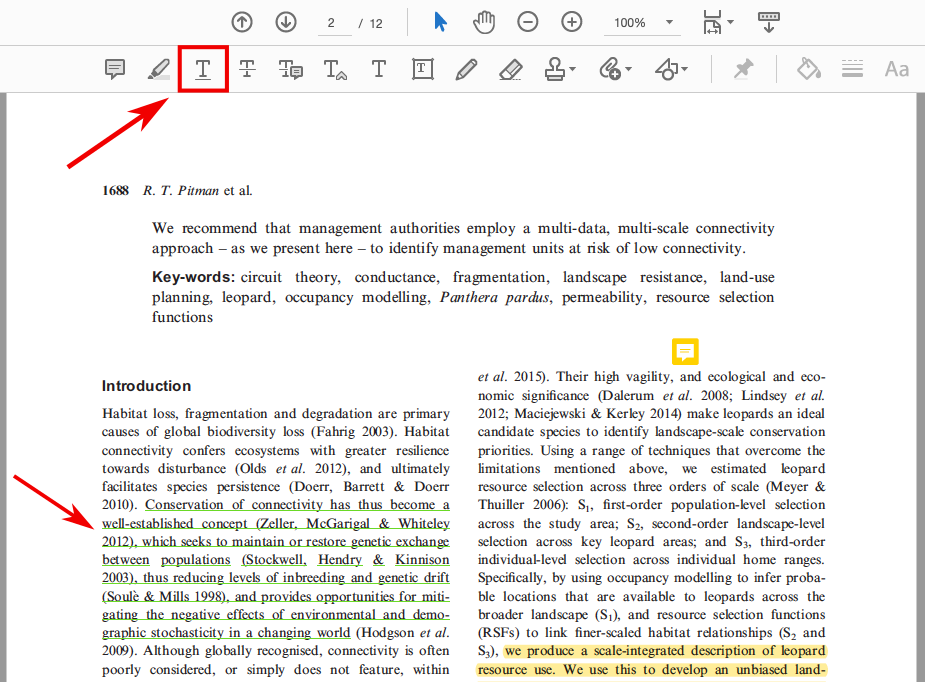 2 / 12 100%
T T T T T T Aa
1688 R. T. Pitman et al.
We recommend that management authorities employ a multi-data, multi-scale connectivity
approach – as we present here – to identify management units at risk of low connectivity.
Key-words: circuit theory, conductance, fragmentation, landscape resistance, land-use
planning, leopard, occupancy modelling, Panthera pardus, permeability, resource selection
functions
Introduction
Habitat loss, fragmentation and degradation are primary
causes of global biodiversity loss (Fahrig 2003). Habitat
connectivity confers ecosystems with greater resilience
towards disturbance (Olds et al. 2012), and ultimately
facilitates species persistence (Doerr, Barrett & Doerr
2010). Conservation of connectivity has thus become a
well-established concept (Zeller, McGarigal & Whiteley
2012), which seeks to maintain or restore genetic exchange
between populations (Stockwell, Hendry & Kinnison
2003), thus reducing levels of inbreeding and genetic drift
(Soulè & Mills 1998), and provides opportunities for miti-
gating the negative effects of environmental and demo-
graphic stochasticity in a changing world (Hodgson et al.
2009). Although globally recognised, connectivity is often
poorly considered, or simply does not feature, within
et al. 2015). Their high vagility, and ecological and eco-
nomic significance (Dalerum et al. 2008; Lindsey et al.
2012; Maciejewski & Kerley 2014) make leopards an ideal
candidate species to identify landscape-scale conservation
priorities. Using a range of techniques that overcome the
limitations mentioned above, we estimated leopard
resource selection across three orders of scale (Meyer &
Thuiller 2006): S1, first-order population-level selection
across the study area; S2, second-order landscape-level
selection across key leopard areas; and S3, third-order
individual-level selection across individual home ranges.
Specifically, by using occupancy modelling to infer proba-
ble locations that are available to leopards across the
broader landscape (S1), and resource selection functions
(RSFs) to link finer-scaled habitat relationships (S2 and
S3), we produce a scale-integrated description of leopard
resource use. We use this to develop an unbiased land-